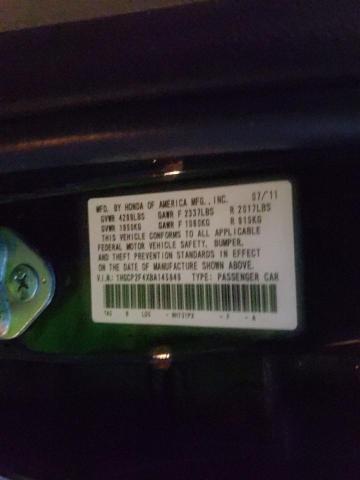 MFD. BY HONDA OF AMERICA MFG., INC. 07/11
GVWR 4299LBS GAWR F 2337LBS R 2017LBS
GVWR 1950KG GAWR F 1060KG R 915KG
THIS VEHICLE CONFORMS TO ALL APPLICABLE
FEDERAL MOTOR VEHICLE SAFETY, BUMPER,
AND THEFT PREVENTION STANDARDS IN EFFECT
ON THE DATE OF MANUFACTURE SHOWN ABOVE.
V.I.N.: TYPE: PASSENGER CAR
TA0 B - F - A